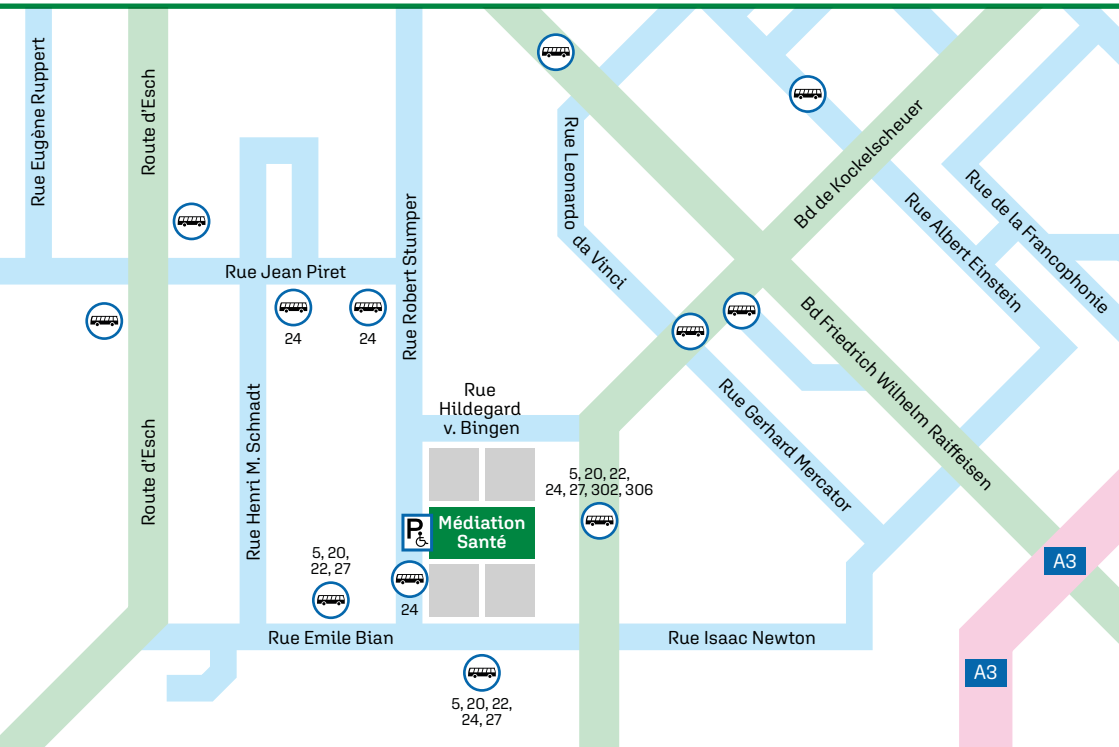 Rue Eugène Ruppert
Route d'Esch
Rue Leonardo
da Vinci
Bd de Kockelscheuer
Rue de la Francophonie
Rue Albert Einstein
Rue Jean Piret
Rue Robert Stumper
24
24
Bd Friedrich Wilhelm Raiffeisen
Rue
Hildegard
v. Bingen
Rue Gerhard Mercator
Route d'Esch
Rue Henri M. Schnadt
5, 20, 22,
24, 27, 302, 306
P
Médiation
Santé
5, 20,
22, 27
24
A3
Rue Emile Bian
Rue Isaac Newton
A3
5, 20, 22,
24, 27